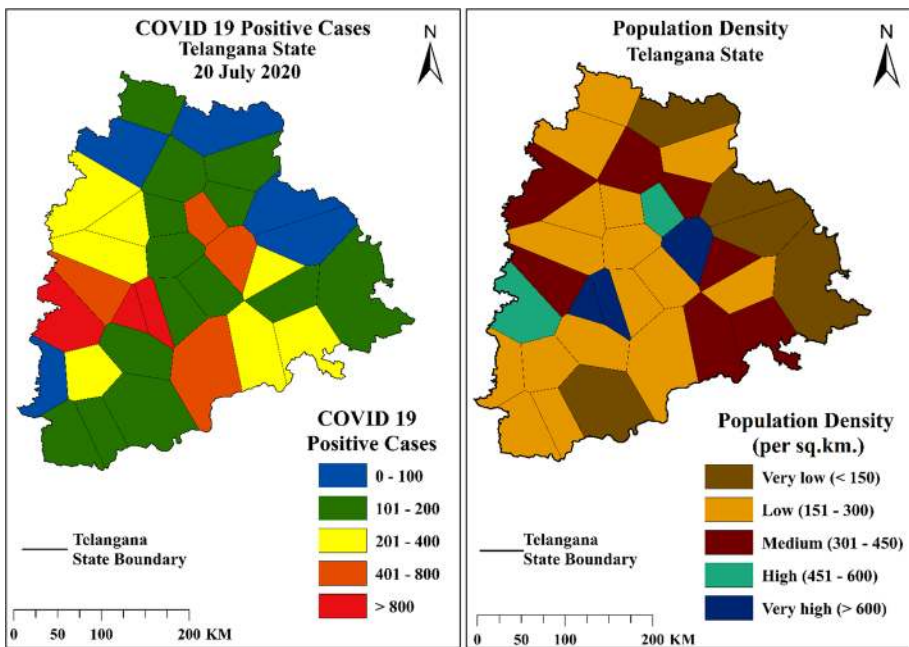 COVID 19 Positive Cases
Telangana State
20 July 2020
N
COVID 19
Positive Cases
0 - 100
101 - 200
201 - 400
401 - 800
> 800
Telangana
State Boundary
0 50 100 200 KM
Population Density
Telangana State
N
Population Density
(per sq.km.)
Very low (< 150)
Low (151 - 300)
Medium (301 - 450)
High (451 - 600)
Very high (> 600)
Telangana
State Boundary
0 50 100 200 KM